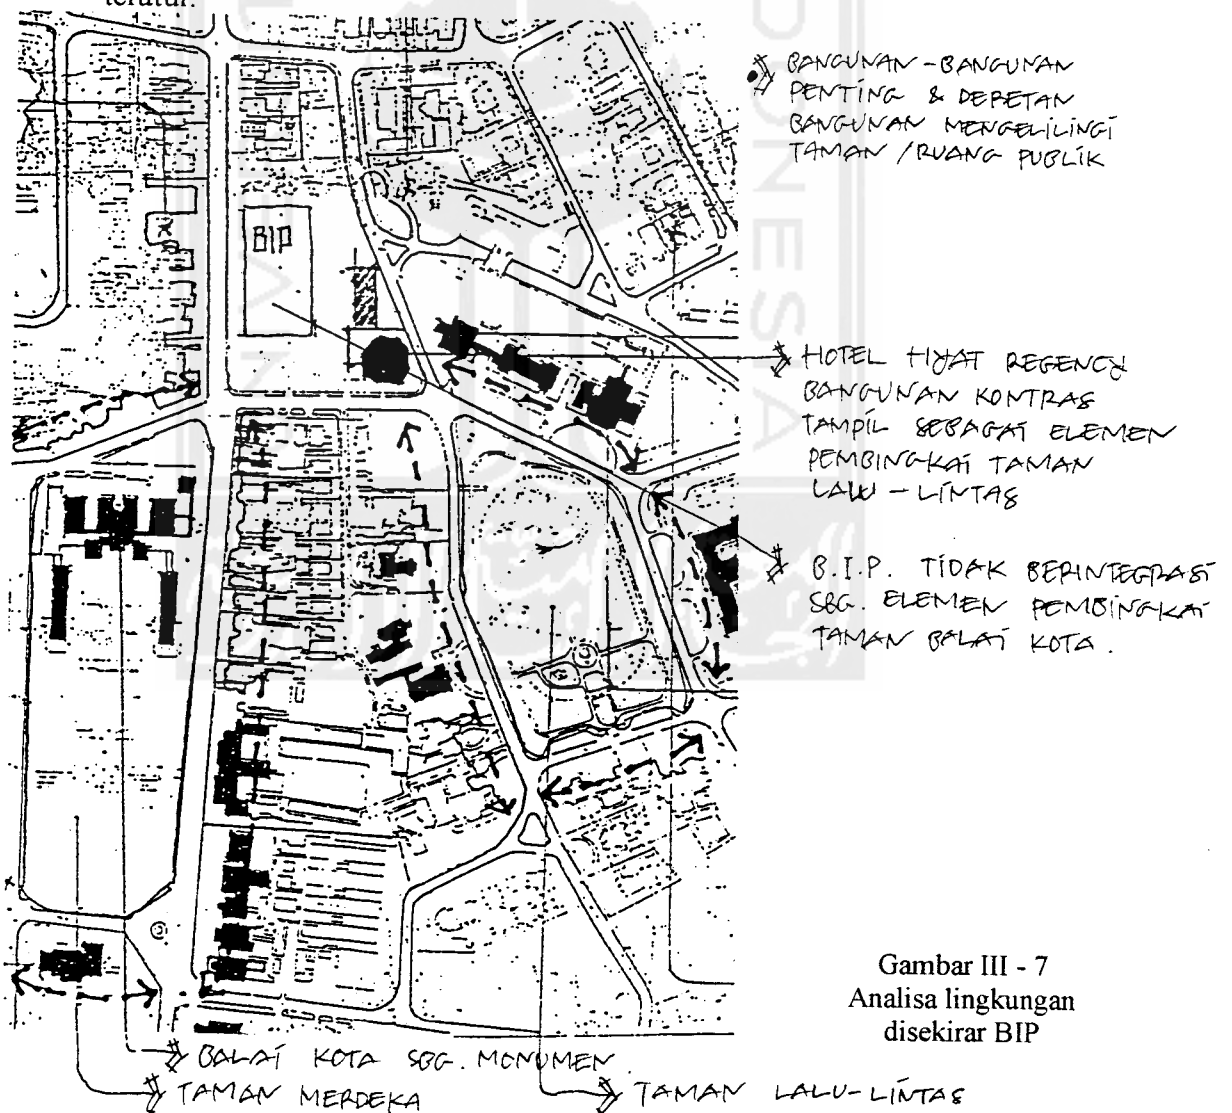 teratur.
BANGUNAN-BANGUNAN
PENTING & DERETAN
BANGUNAN MENGELILINGI
TAMAN /RUANG PUBLIK
BIP
HOTEL HYAT REGENCY
BANGUNAN KONTRAS
TAMPIL SEBAGAI ELEMEN
PEMBINGKAI TAMAN
LALU - LINTAS
B.I.P. TIDAK BERINTEGRASI
SBG. ELEMEN PEMBINGKAI
TAMAN BALAI KOTA.
Gambar III - 7
Analisa lingkungan
disekirar BIP
BALAI KOTA SBG. MONUMEN
TAMAN MERDEKA
TAMAN LALU-LINTAS